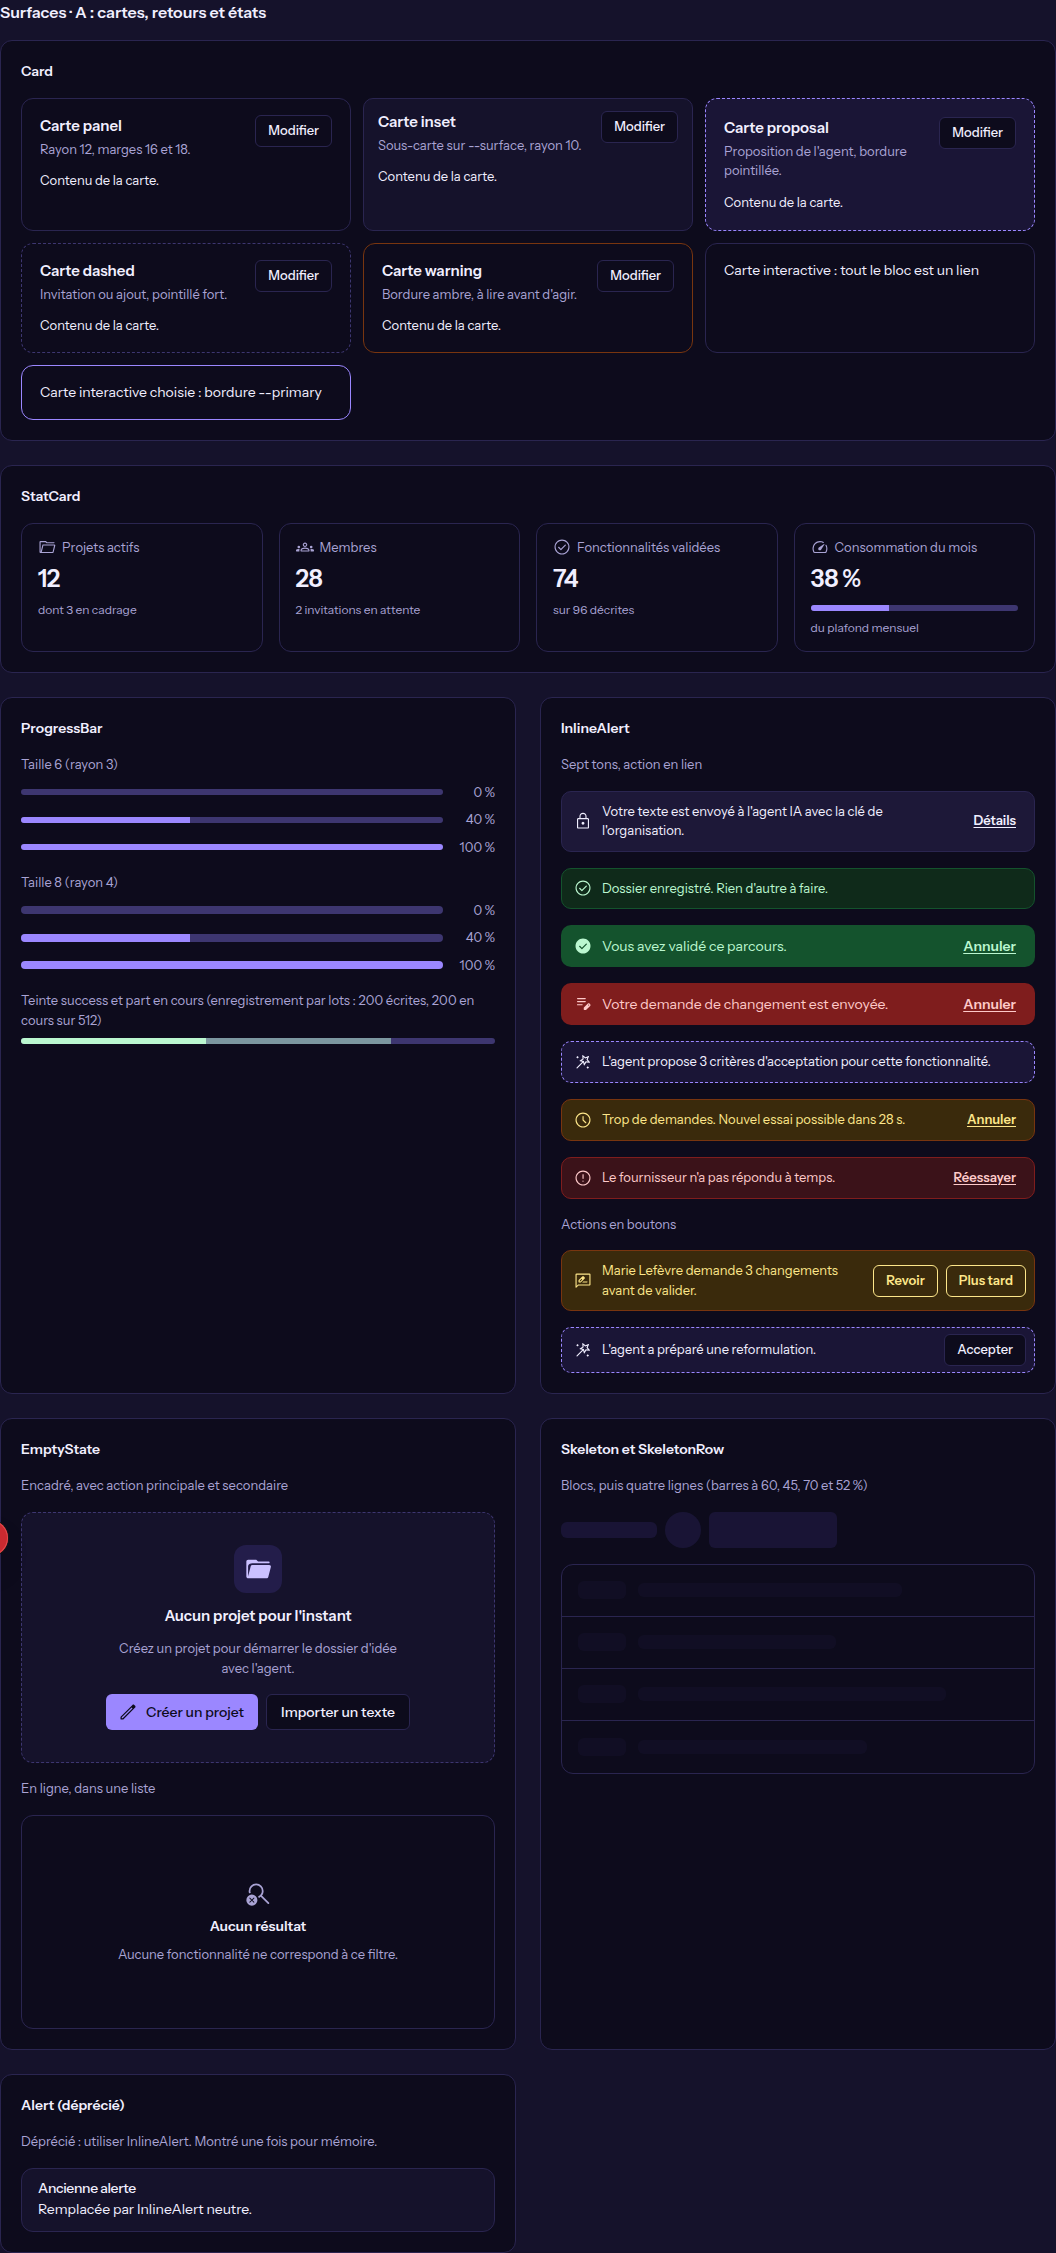 Surfaces · A : cartes, retours et états
Card
Carte panel
Modifier
Rayon 12, marges 16 et 18.
Contenu de la carte.
Carte inset
Modifier
Sous-carte sur --surface, rayon 10.
Contenu de la carte.
Carte proposal
Modifier
Proposition de l'agent, bordure
pointillée.
Contenu de la carte.
Carte dashed
Modifier
Invitation ou ajout, pointillé fort.
Contenu de la carte.
Carte warning
Modifier
Bordure ambre, à lire avant d'agir.
Contenu de la carte.
Carte interactive : tout le bloc est un lien
Carte interactive choisie : bordure --primary
StatCard
Projets actifs
12
dont 3 en cadrage
Membres
28
2 invitations en attente
Fonctionnalités validées
74
sur 96 décrites
Consommation du mois
38 %
du plafond mensuel
ProgressBar
Taille 6 (rayon 3)
0 %
40 %
100 %
Taille 8 (rayon 4)
0 %
40 %
100 %
Teinte success et part en cours (enregistrement par lots : 200 écrites, 200 en
cours sur 512)
InlineAlert
Sept tons, action en lien
Votre texte est envoyé à l'agent IA avec la clé de
l'organisation.
Détails
Dossier enregistré. Rien d'autre à faire.
Vous avez validé ce parcours.
Annuler
Votre demande de changement est envoyée.
Annuler
L'agent propose 3 critères d'acceptation pour cette fonctionnalité.
Trop de demandes. Nouvel essai possible dans 28 s.
Annuler
Le fournisseur n'a pas répondu à temps.
Réessayer
Actions en boutons
Marie Lefèvre demande 3 changements
avant de valider.
Revoir
Plus tard
L'agent a préparé une reformulation.
Accepter
EmptyState
Encadré, avec action principale et secondaire
Aucun projet pour l'instant
Créez un projet pour démarrer le dossier d'idée
avec l'agent.
Créer un projet
Importer un texte
En ligne, dans une liste
Aucun résultat
Aucune fonctionnalité ne correspond à ce filtre.
Skeleton et SkeletonRow
Blocs, puis quatre lignes (barres à 60, 45, 70 et 52 %)
Alert (déprécié)
Déprécié : utiliser InlineAlert. Montré une fois pour mémoire.
Ancienne alerte
Remplacée par InlineAlert neutre.